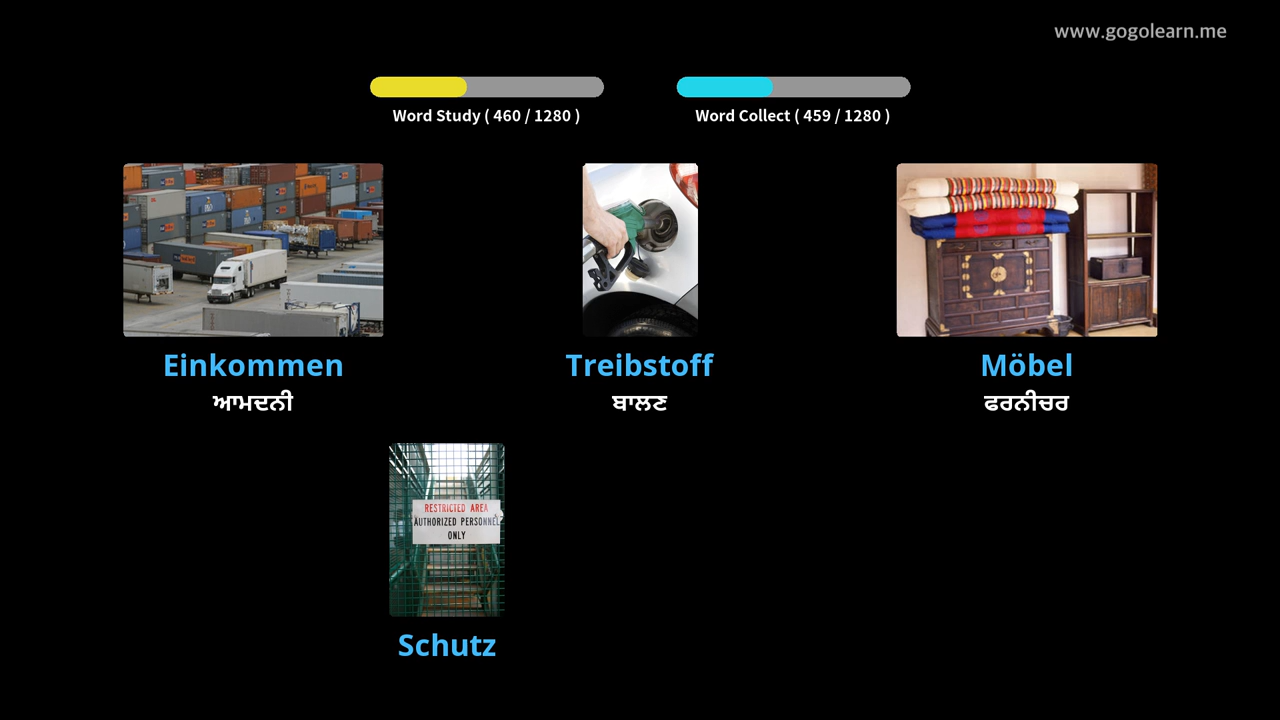 www.gogolearn.me
Word Study ( 460 / 1280 )
Word Collect ( 459 / 1280 )
Einkommen
ਆਮਦਨੀ
Treibstoff
ਬਾਲਣ
Möbel
ਫਰਨੀਚਰ
RESTRICTED AREA
AUTHORIZED PERSONNEL
ONLY
Schutz